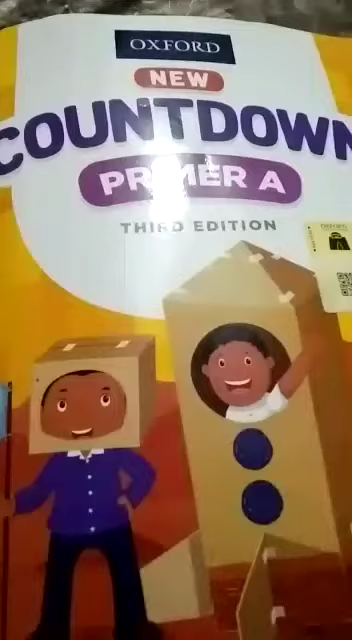 OXFORD
NEW
COUNTDOWN
PRIMER A
THIRD EDITION